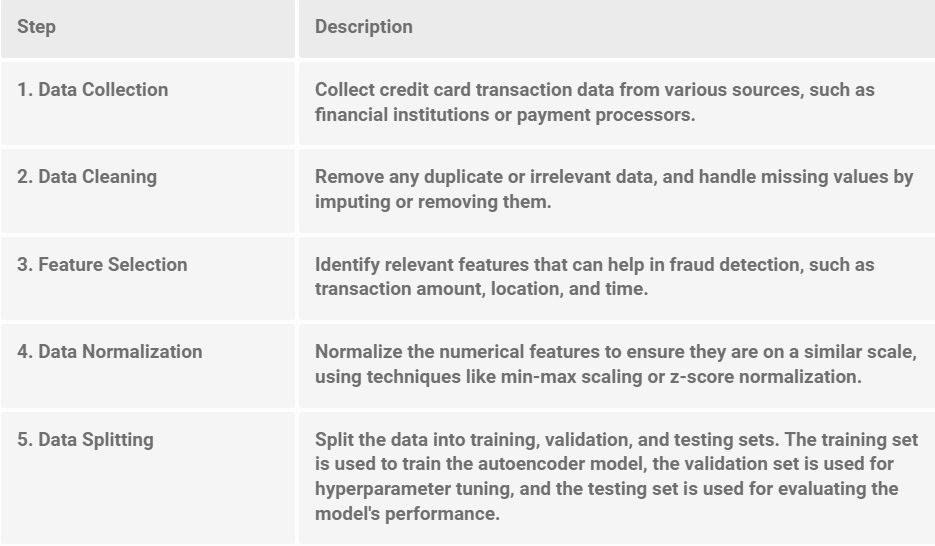 Step
Description
1. Data Collection
Collect credit card transaction data from various sources, such as
financial institutions or payment processors.
2. Data Cleaning
Remove any duplicate or irrelevant data, and handle missing values by
imputing or removing them.
3. Feature Selection
Identify relevant features that can help in fraud detection, such as
transaction amount, location, and time.
4. Data Normalization
Normalize the numerical features to ensure they are on a similar scale,
using techniques like min-max scaling or z-score normalization.
5. Data Splitting
Split the data into training, validation, and testing sets. The training set
is used to train the autoencoder model, the validation set is used for
hyperparameter tuning, and the testing set is used for evaluating the
model's performance.